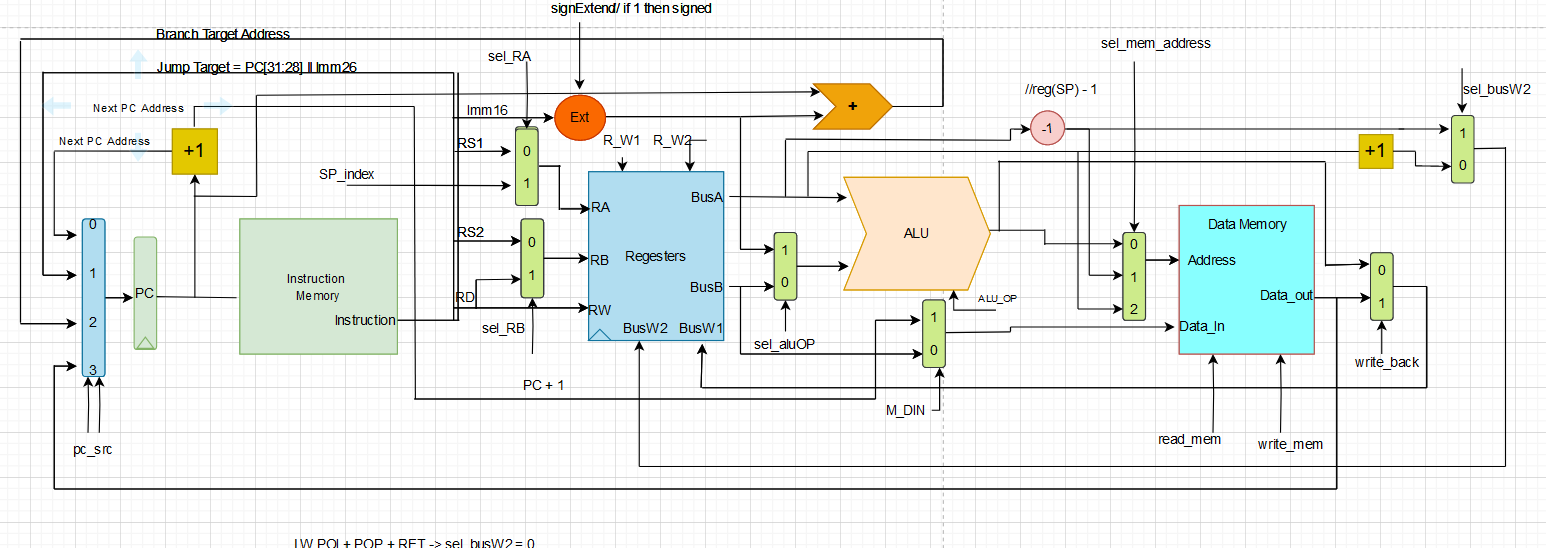 signExtend// if 1 then signed
Branch Target Address
sel_RA
sel_mem_address
Jump Target = PC[31:28] || Imm26
//reg(SP) - 1
sel_busW2
Next PC Address
Imm16
Ext
+
-1
1
0
Next PC Address
+1
RS1
0
1
R_W1
R_W2
+1
SP_index
RA
BusA
RS2
0
1
RB
Regesters
1
0
ALU
0
1
2
Data Memory
Address
0
1
0
1
2
3
PC
Instruction
Memory
Instruction
RD
RW
BusB
BusW2
BusW1
sel_RB
sel_aluOP
ALU_OP
1
0
Data_out
Data_In
write_back
PC + 1
M_DIN
pc_src
read_mem
write_mem
LW POI + POP + RET -> sel_busW2 = 0